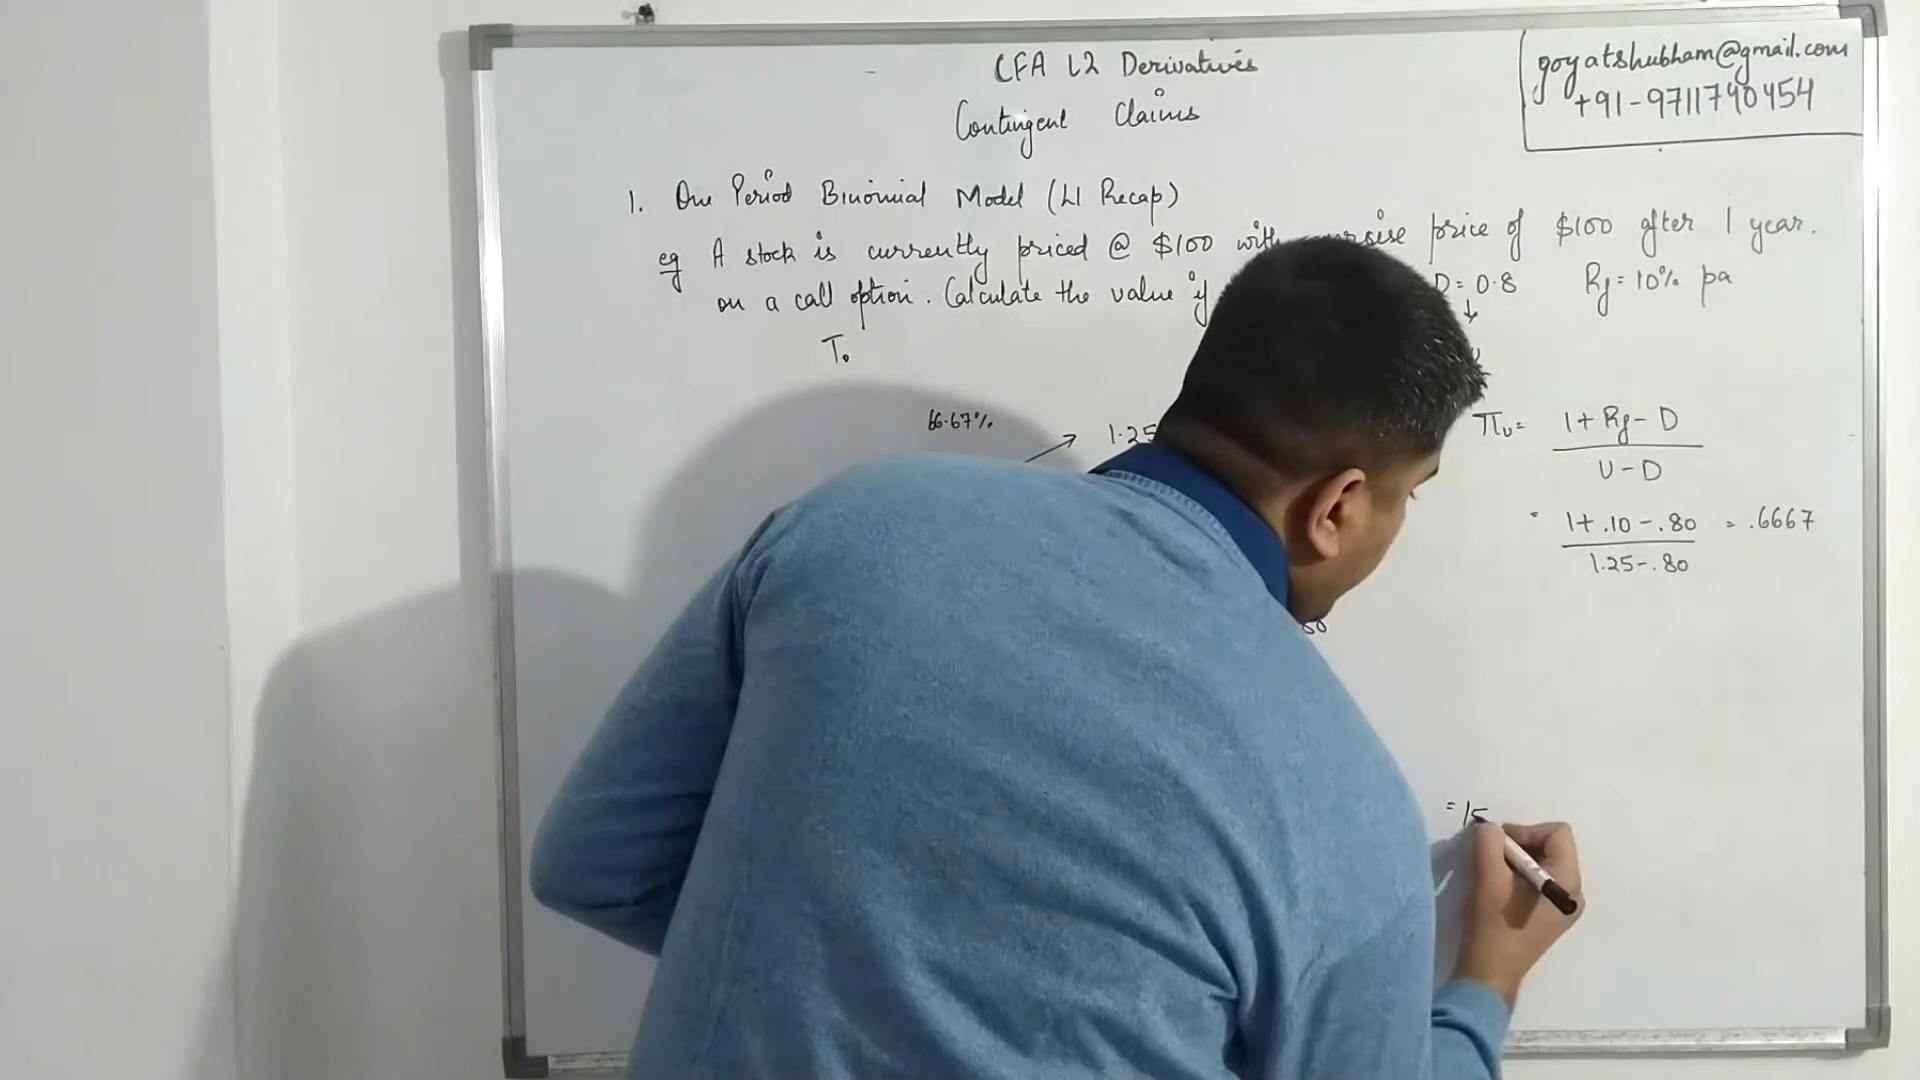 CFA L2 Derivatives
Contingent Claims
goyatshubham@gmail.com
+91-9711740454
1. One Period Binomial Model (L1 Recap)
eg A stock is currently priced @ $100 with price of $100 after 1 year.
on a call option. Calculate the value if D = 0.8 Rf = 10% pa
T₀
66.67%
1.25
πu = 1 + Rf - D
U - D
= 1 + .10 - .80 = .6667
1.25 - .80
= 15